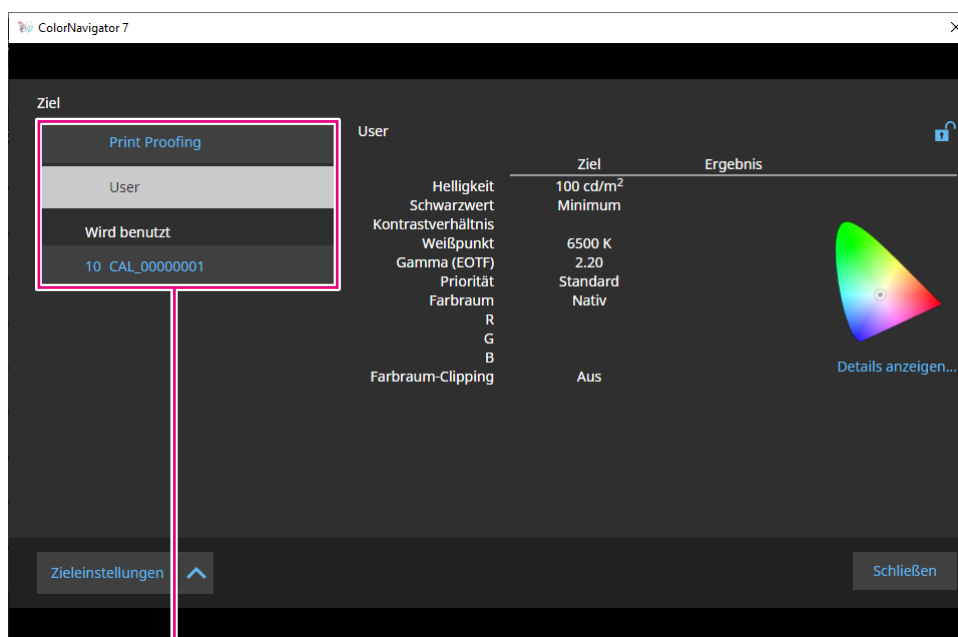 ColorNavigator 7
Ziel
Print Proofing
User
Wird benutzt
10 CAL_00000001
User
Ziel Ergebnis
Helligkeit 100 cd/m²
Schwarzwert Minimum
Kontrastverhältnis
Weißpunkt 6500 K
Gamma (EOTF) 2.20
Priorität Standard
Farbraum Nativ
R
G
B
Farbraum-Clipping Aus
Details anzeigen...
Zieleinstellungen
Schließen